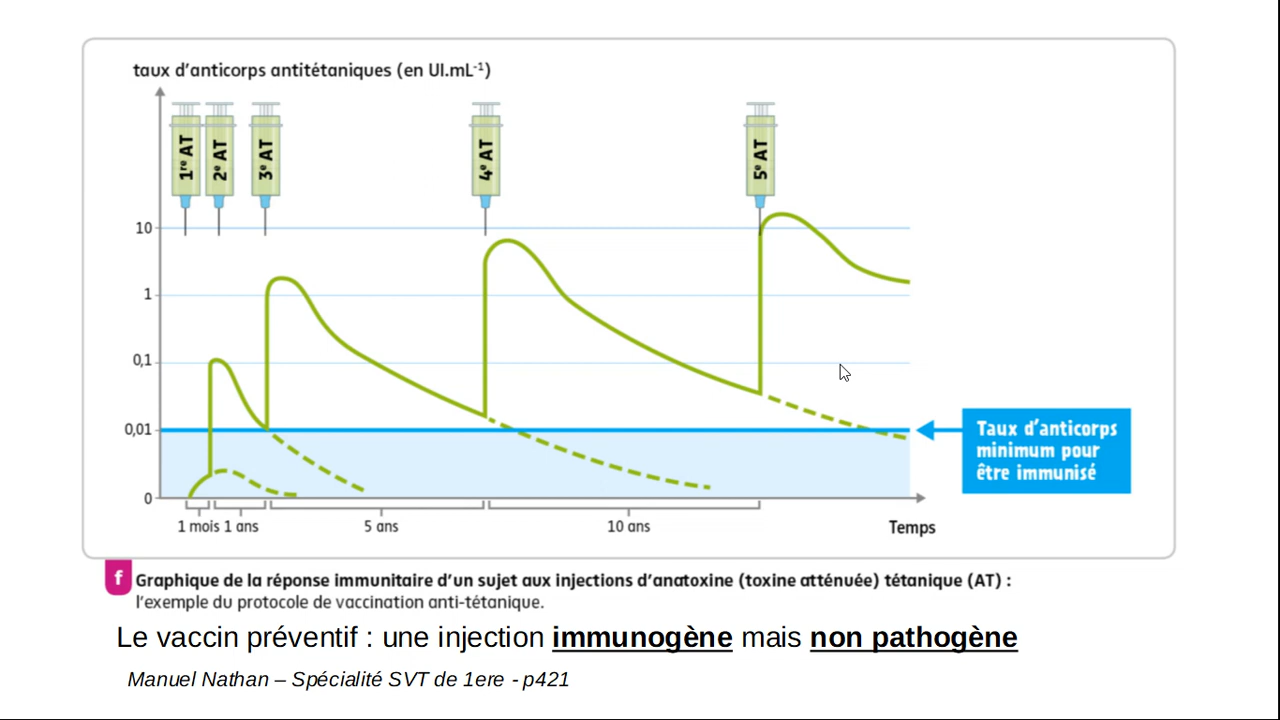 taux d'anticorps antitétaniques (en UI.mL⁻¹)
1ʳᵉ AT
2ᵉ AT
3ᵉ AT
4ᵉ AT
5ᵉ AT
10
1
0,1
0,01
0
Taux d'anticorps
minimum pour
être immunisé
1 mois 1 ans
5 ans
10 ans
Temps
f
Graphique de la réponse immunitaire d'un sujet aux injections d'anatoxine (toxine atténuée) tétanique (AT) :
l'exemple du protocole de vaccination anti-tétanique.
Le vaccin préventif : une injection immunogène mais non pathogène
Manuel Nathan – Spécialité SVT de 1ere - p421